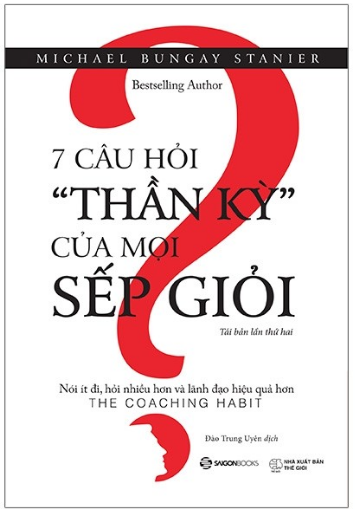 MICHAEL BUNGAY STANIER
Bestselling Author
7 CÂU HỎI
“THẦN KỲ”
CỦA MỌI
SẾP GIỎI
Tái bản lần thứ hai
Nói ít đi, hỏi nhiều hơn và lãnh đạo hiệu quả hơn
THE COACHING HABIT
Đào Trung Uyên dịch
SAIGONBOOKS
NHÀ XUẤT BẢN
THẾ GIỚI